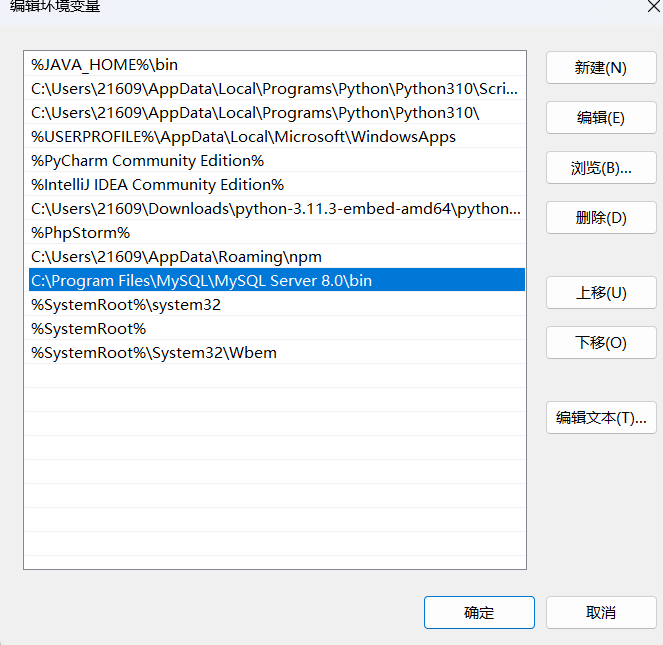 编辑环境变量
%JAVA_HOME%\bin
C:\Users\21609\AppData\Local\Programs\Python\Python310\Scri...
C:\Users\21609\AppData\Local\Programs\Python\Python310\
%USERPROFILE%\AppData\Local\Microsoft\WindowsApps
%PyCharm Community Edition%
%IntelliJ IDEA Community Edition%
C:\Users\21609\Downloads\python-3.11.3-embed-amd64\python...
%PhpStorm%
C:\Users\21609\AppData\Roaming\npm
C:\Program Files\MySQL\MySQL Server 8.0\bin
%SystemRoot%\system32
%SystemRoot%
%SystemRoot%\System32\Wbem
新建(N)
编辑(E)
浏览(B)...
删除(D)
上移(U)
下移(O)
编辑文本(T)...
确定
取消